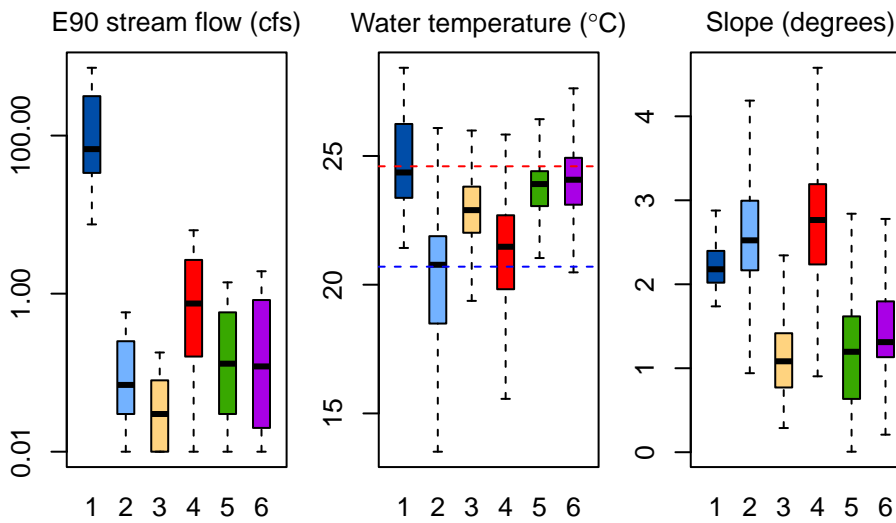 E90 stream flow (cfs)
0.01 1.00 100.00
1 2 3 4 5 6
Water temperature (°C)
15 20 25
1 2 3 4 5 6
Slope (degrees)
0 1 2 3 4
1 2 3 4 5 6